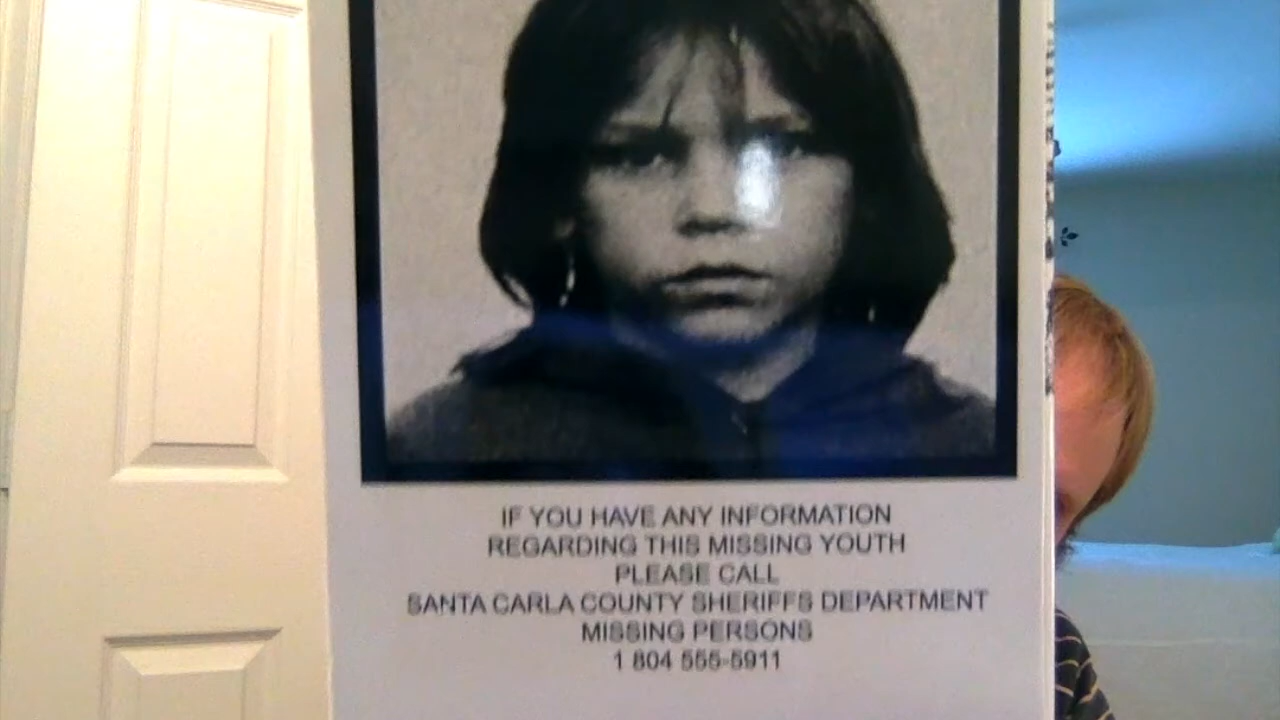 IF YOU HAVE ANY INFORMATION
REGARDING THIS MISSING YOUTH
PLEASE CALL
SANTA CARLA COUNTY SHERIFFS DEPARTMENT
MISSING PERSONS
1 804 555-5911